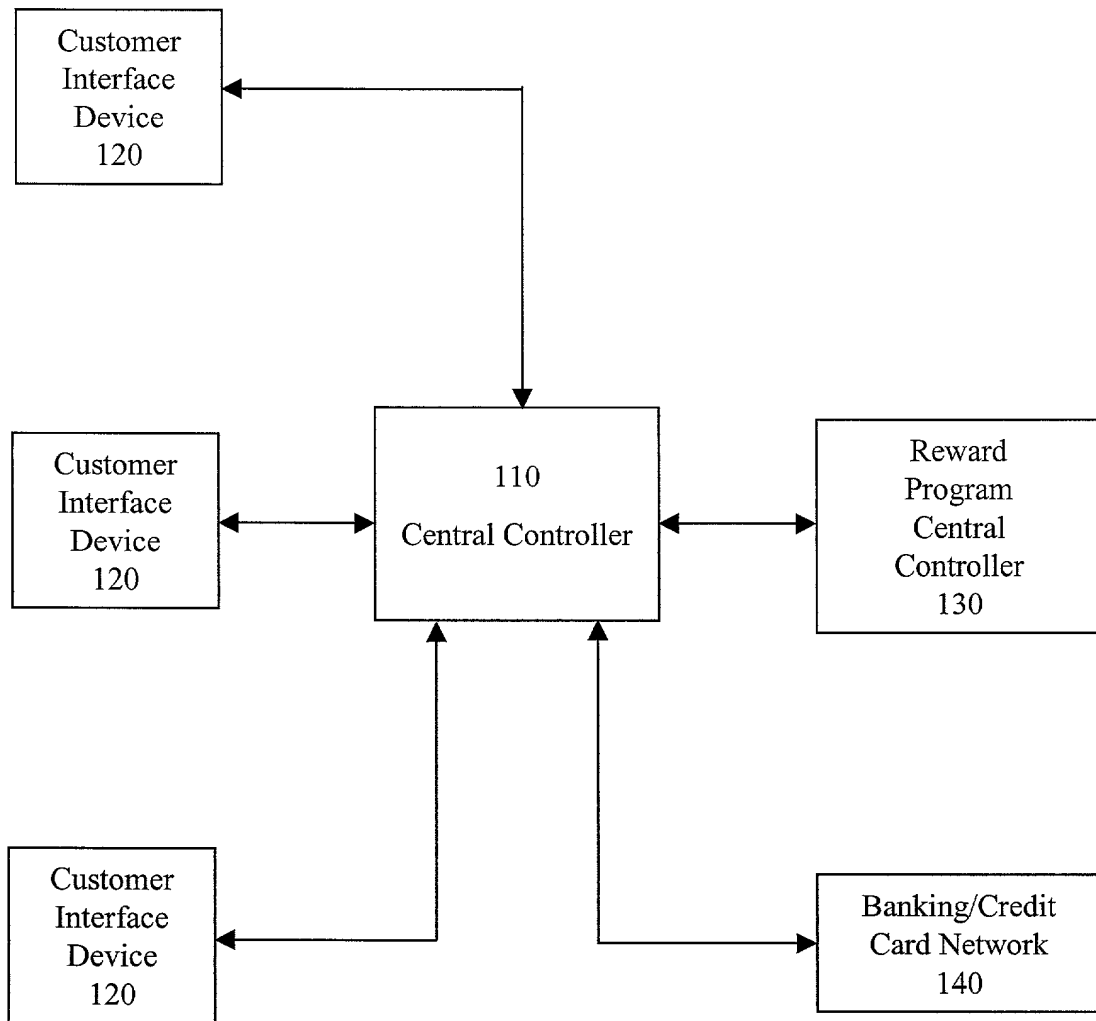 Customer
Interface
Device
120
Customer
Interface
Device
120
110
Central Controller
Reward
Program
Central
Controller
130
Customer
Interface
Device
120
Banking/Credit
Card Network
140